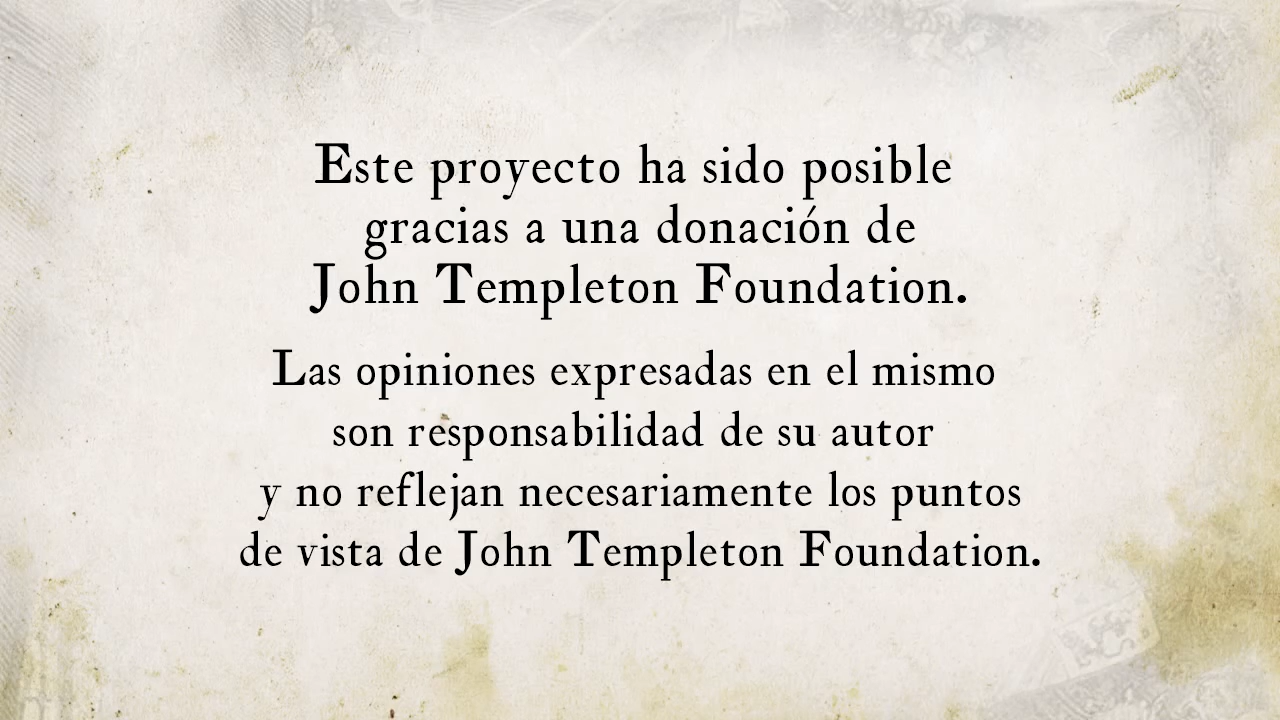 Este proyecto ha sido posible
gracias a una donación de
John Templeton Foundation.
Las opiniones expresadas en el mismo
son responsabilidad de su autor
y no reflejan necesariamente los puntos
de vista de John Templeton Foundation.